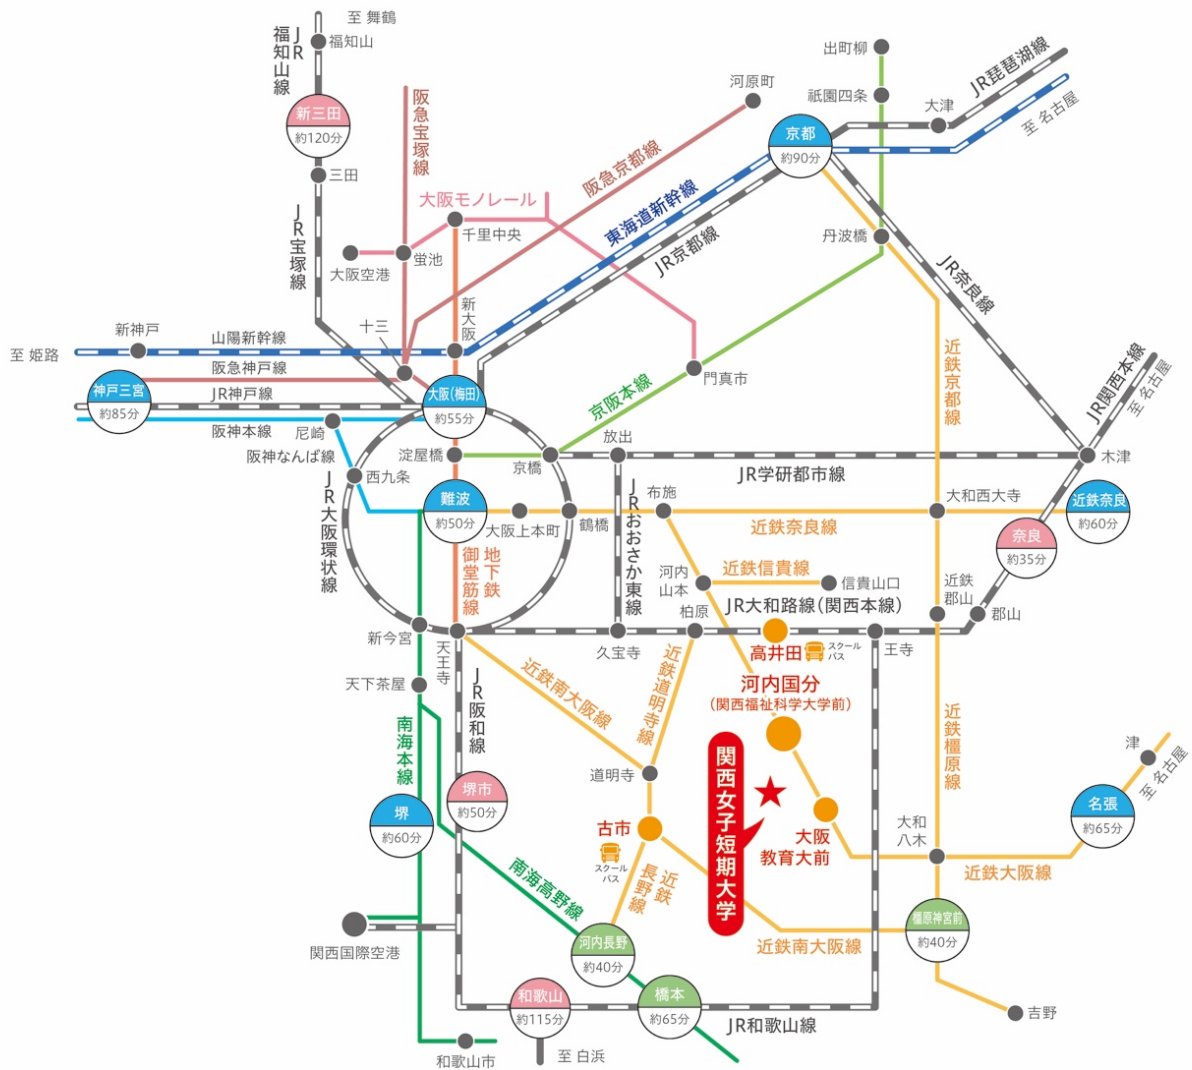 至 舞鶴
福知山
JR福知山線
新三田
約120分
三田
JR宝塚線
阪急宝塚線
大阪モノレール
千里中央
大阪空港
蛍池
河原町
阪急京都線
東海道新幹線
JR京都線
出町柳
祇園四条
大津
JR琵琶湖線
至 名古屋
京都
約90分
丹波橋
JR奈良線
新大阪
十三
新神戸
山陽新幹線
至 姫路
阪急神戸線
神戸三宮
約85分
JR神戸線
阪神本線
尼崎
阪神なんば線
大阪(梅田)
約55分
門真市
京阪本線
近鉄京都線
JR関西本線
至 名古屋
淀屋橋
京橋
放出
JR学研都市線
木津
西九条
JR大阪環状線
難波
約50分
大阪上本町
鶴橋
JRおおさか東線
布施
近鉄奈良線
大和西大寺
近鉄奈良
約60分
奈良
約35分
地下鉄
御堂筋線
河内
山本
近鉄信貴線
信貴山口
近鉄
郡山
郡山
柏原
JR大和路線(関西本線)
新今宮
天王寺
久宝寺
高井田
スクール
バス
王寺
天下茶屋
JR阪和線
近鉄南大阪線
近鉄道明寺線
河内国分
(関西福祉科学大学前)
南海本線
近鉄橿原線
津
至 名古屋
道明寺
堺市
約50分
堺
約60分
関西女子短期大学
古市
スクール
バス
大阪
教育大前
大和
八木
名張
約65分
近鉄大阪線
南海高野線
近鉄
長野線
関西国際空港
河内長野
約40分
近鉄南大阪線
橿原神宮前
約40分
和歌山
約115分
橋本
約65分
JR和歌山線
吉野
和歌山市
至 白浜